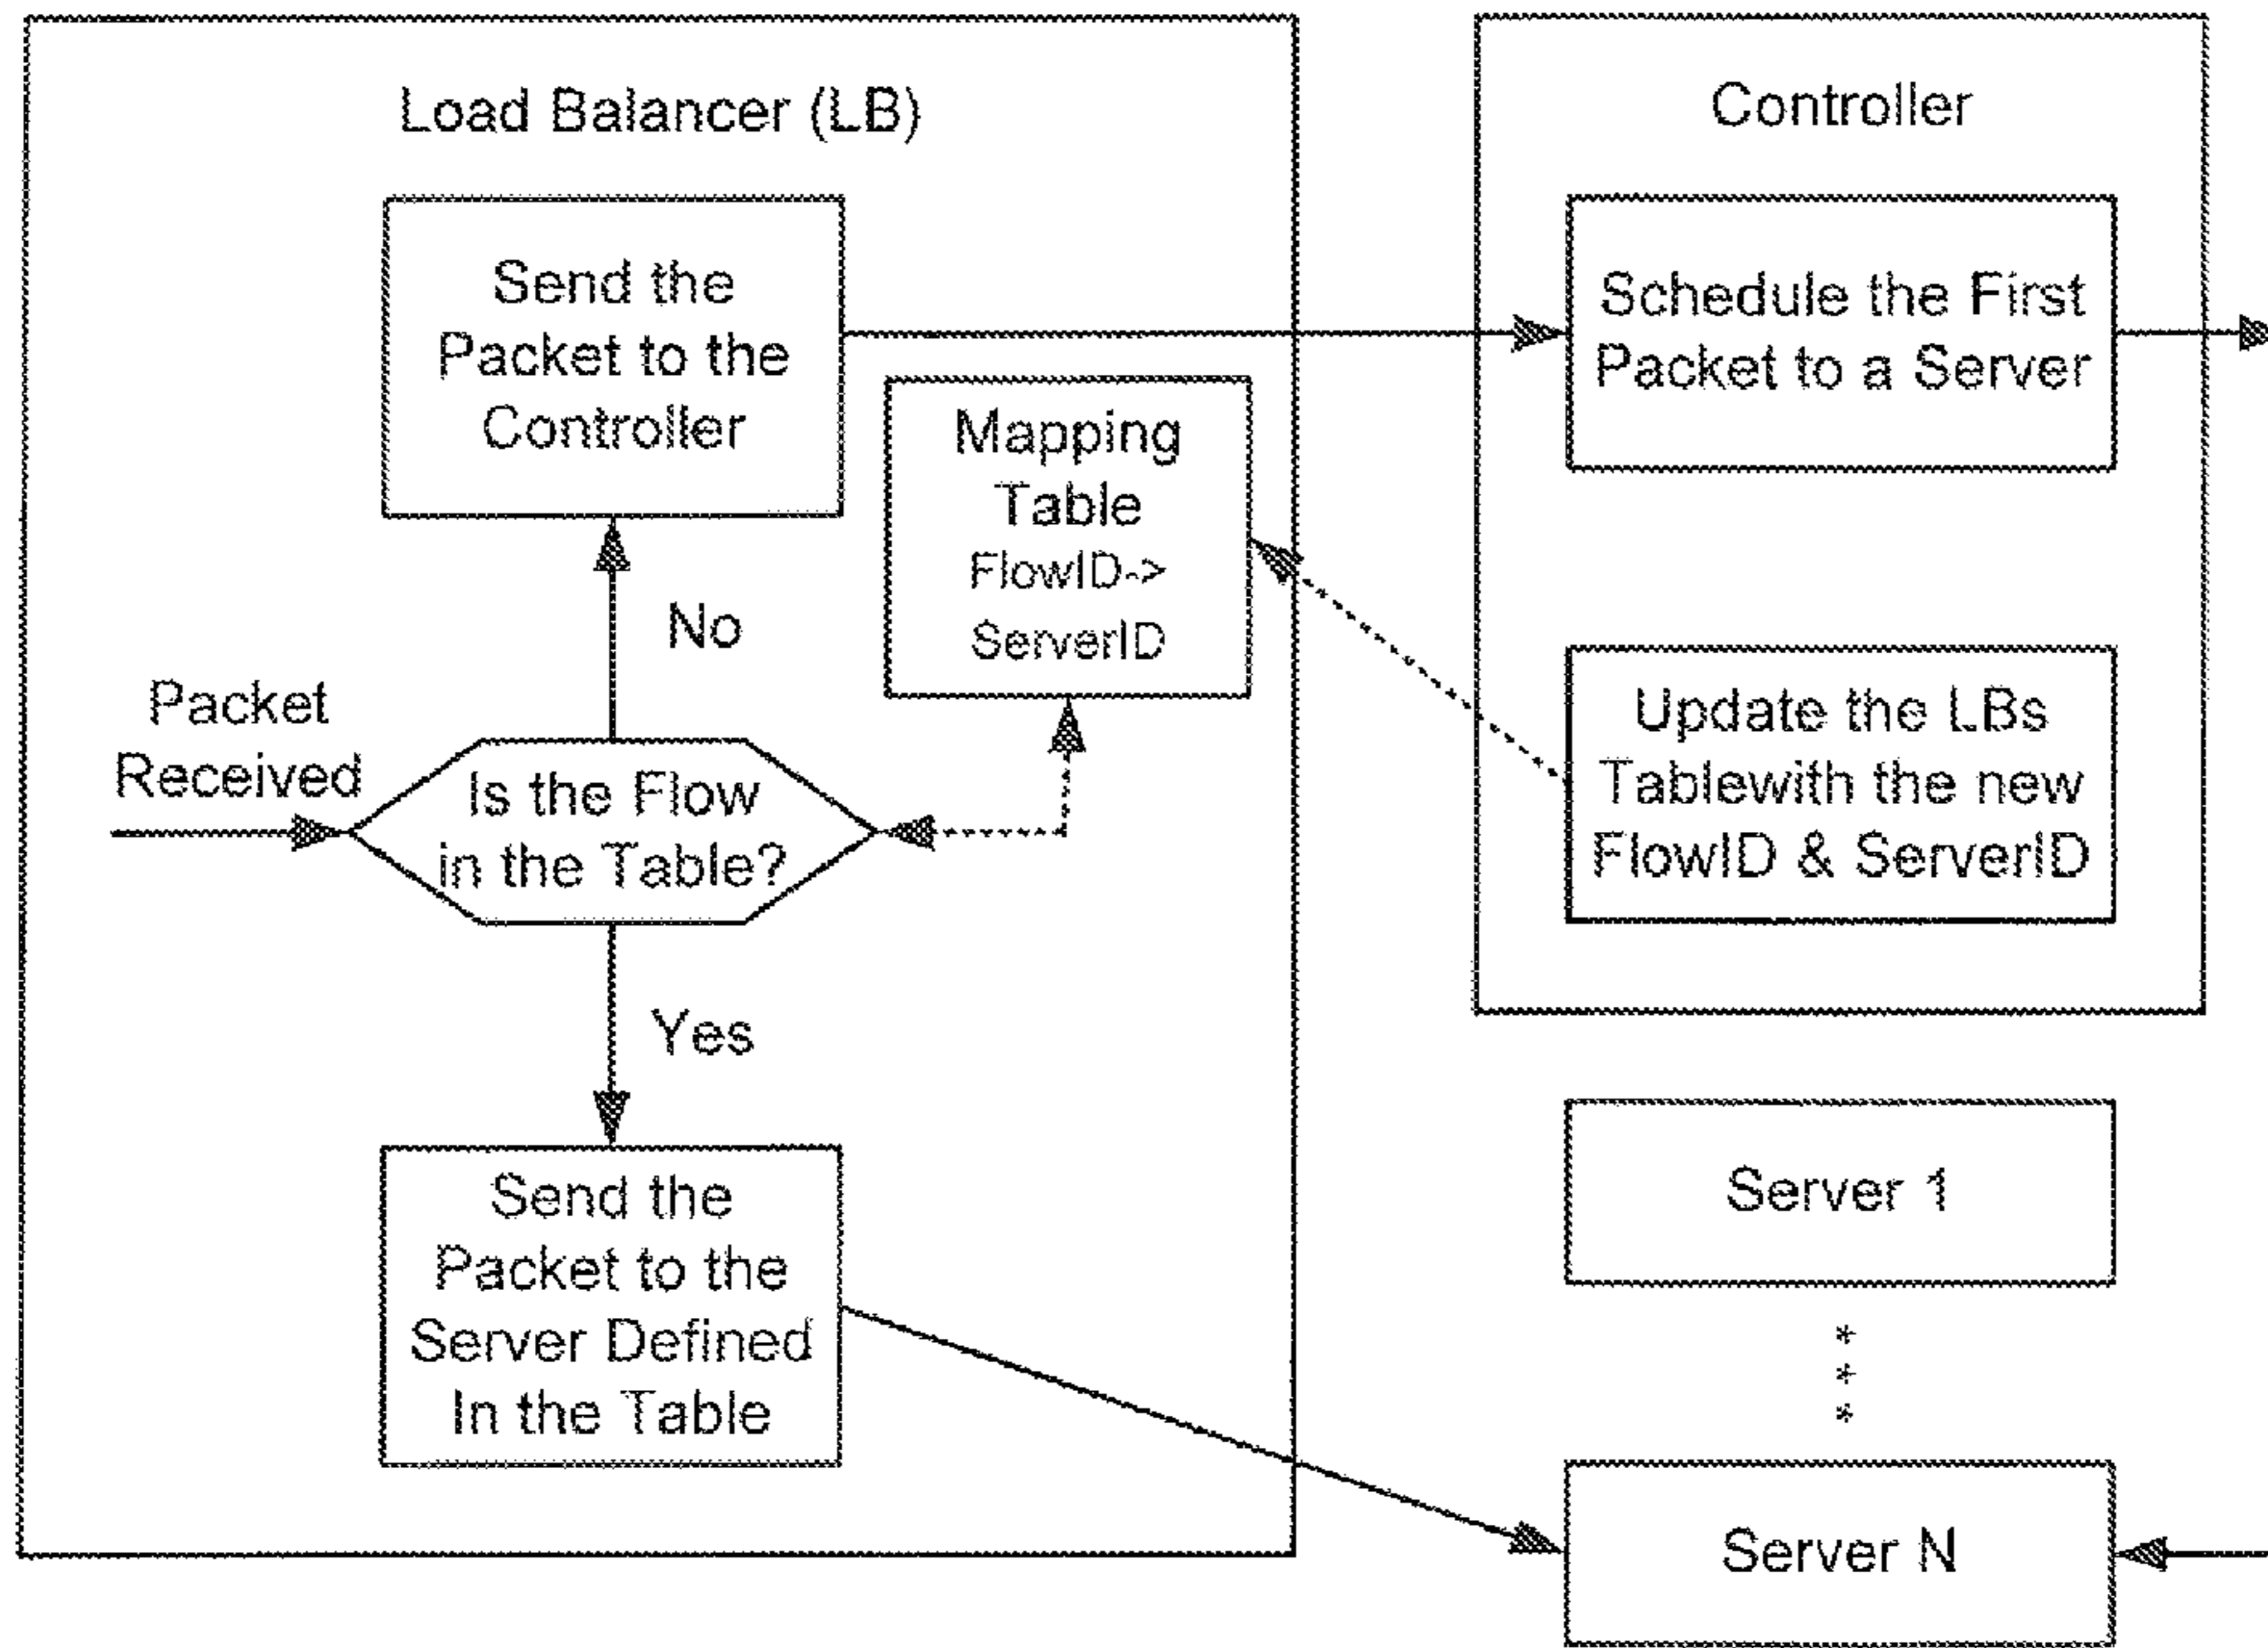 Load Balancer (LB)
Send the
Packet to the
Controller
Mapping
Table
FlowID->
ServerID
No
Packet
Received
Is the Flow
in the Table?
Yes
Send the
Packet to the
Server Defined
In the Table
Controller
Schedule the First
Packet to a Server
Update the LBs
Tablewith the new
FlowID & ServerID
Server 1
*
*
*
Server N